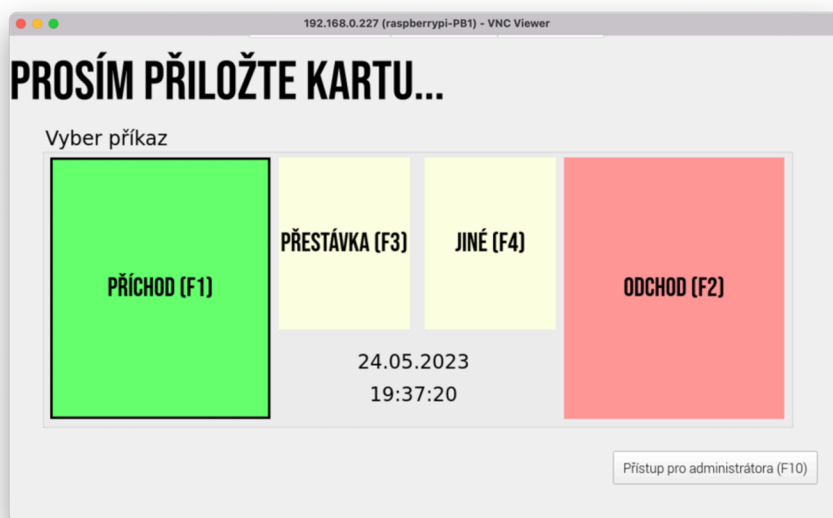 192.168.0.227 (raspberrypi-PB1) - VNC Viewer
PROSÍM PŘILOŽTE KARTU...
Vyber příkaz
PŘÍCHOD (F1)
PŘESTÁVKA (F3)
JINÉ (F4)
ODCHOD (F2)
24.05.2023
19:37:20
Přístup pro administrátora (F10)